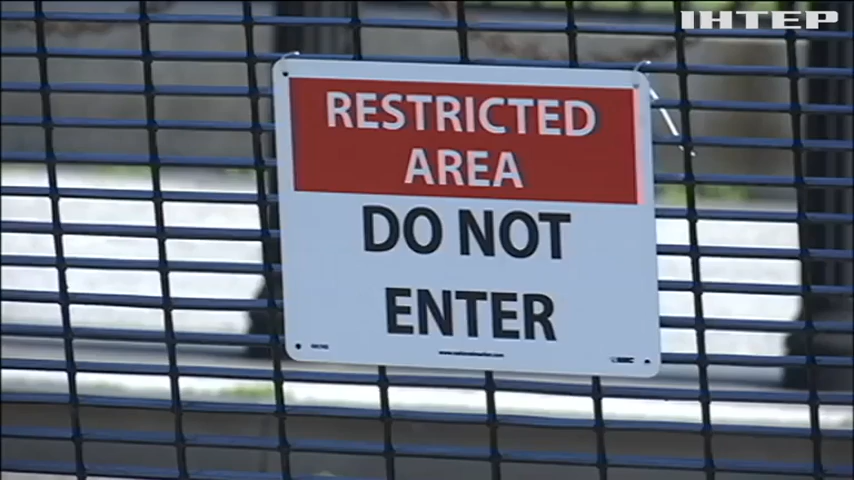 ІНТЕР
RESTRICTED
AREA
DO NOT
ENTER